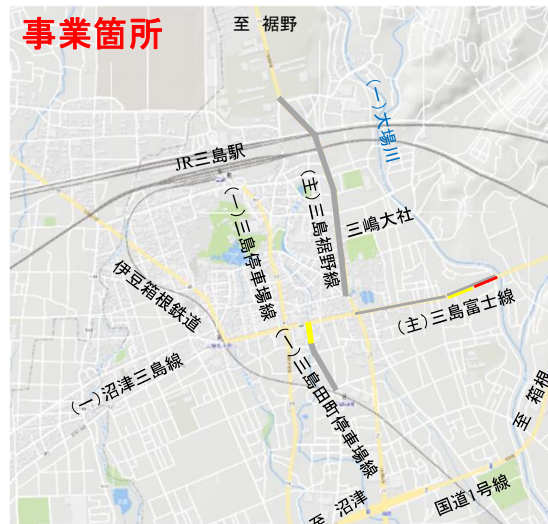 事業箇所
至 裾野
(一)大場川
JR三島駅
(主)三島裾野線
(一)三島停車場線
三嶋大社
伊豆箱根鉄道
(主)三島富士線
(一)沼津三島線
(一)三島田町停車場線
至 箱根
国道1号線
至 沼津